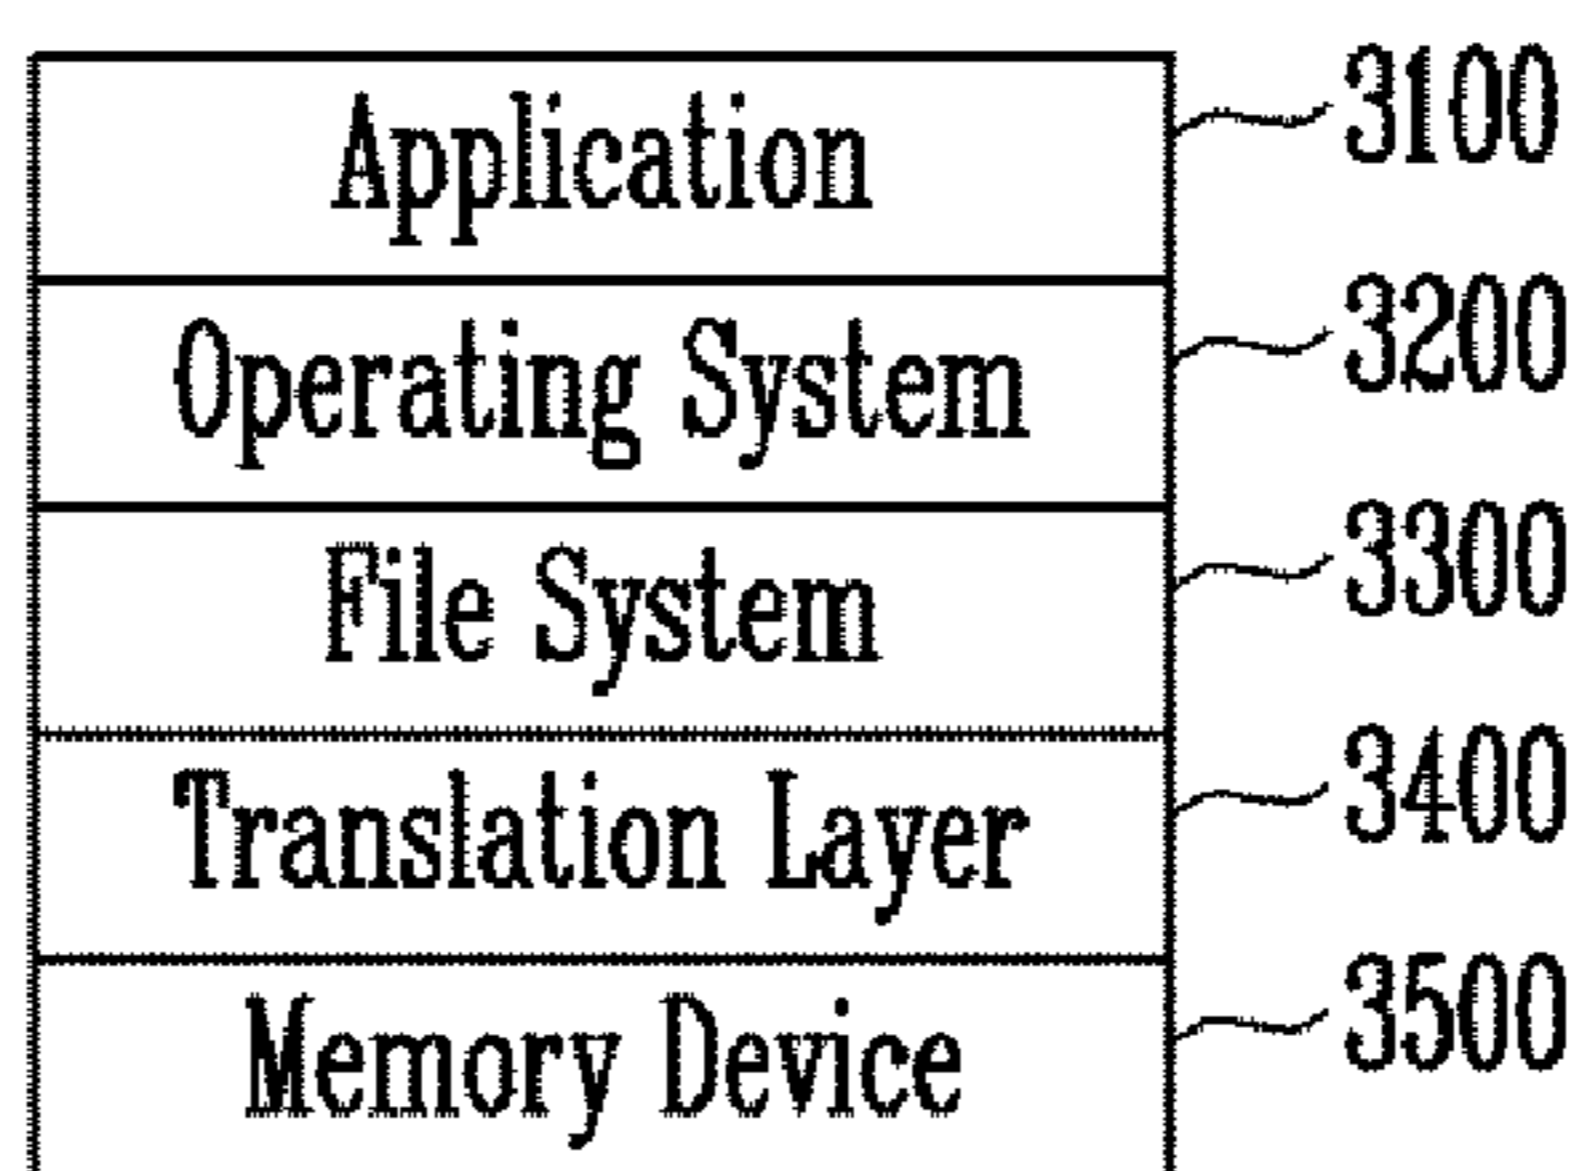 Application 3100
Operating System 3200
File System 3300
Translation Layer 3400
Memory Device 3500